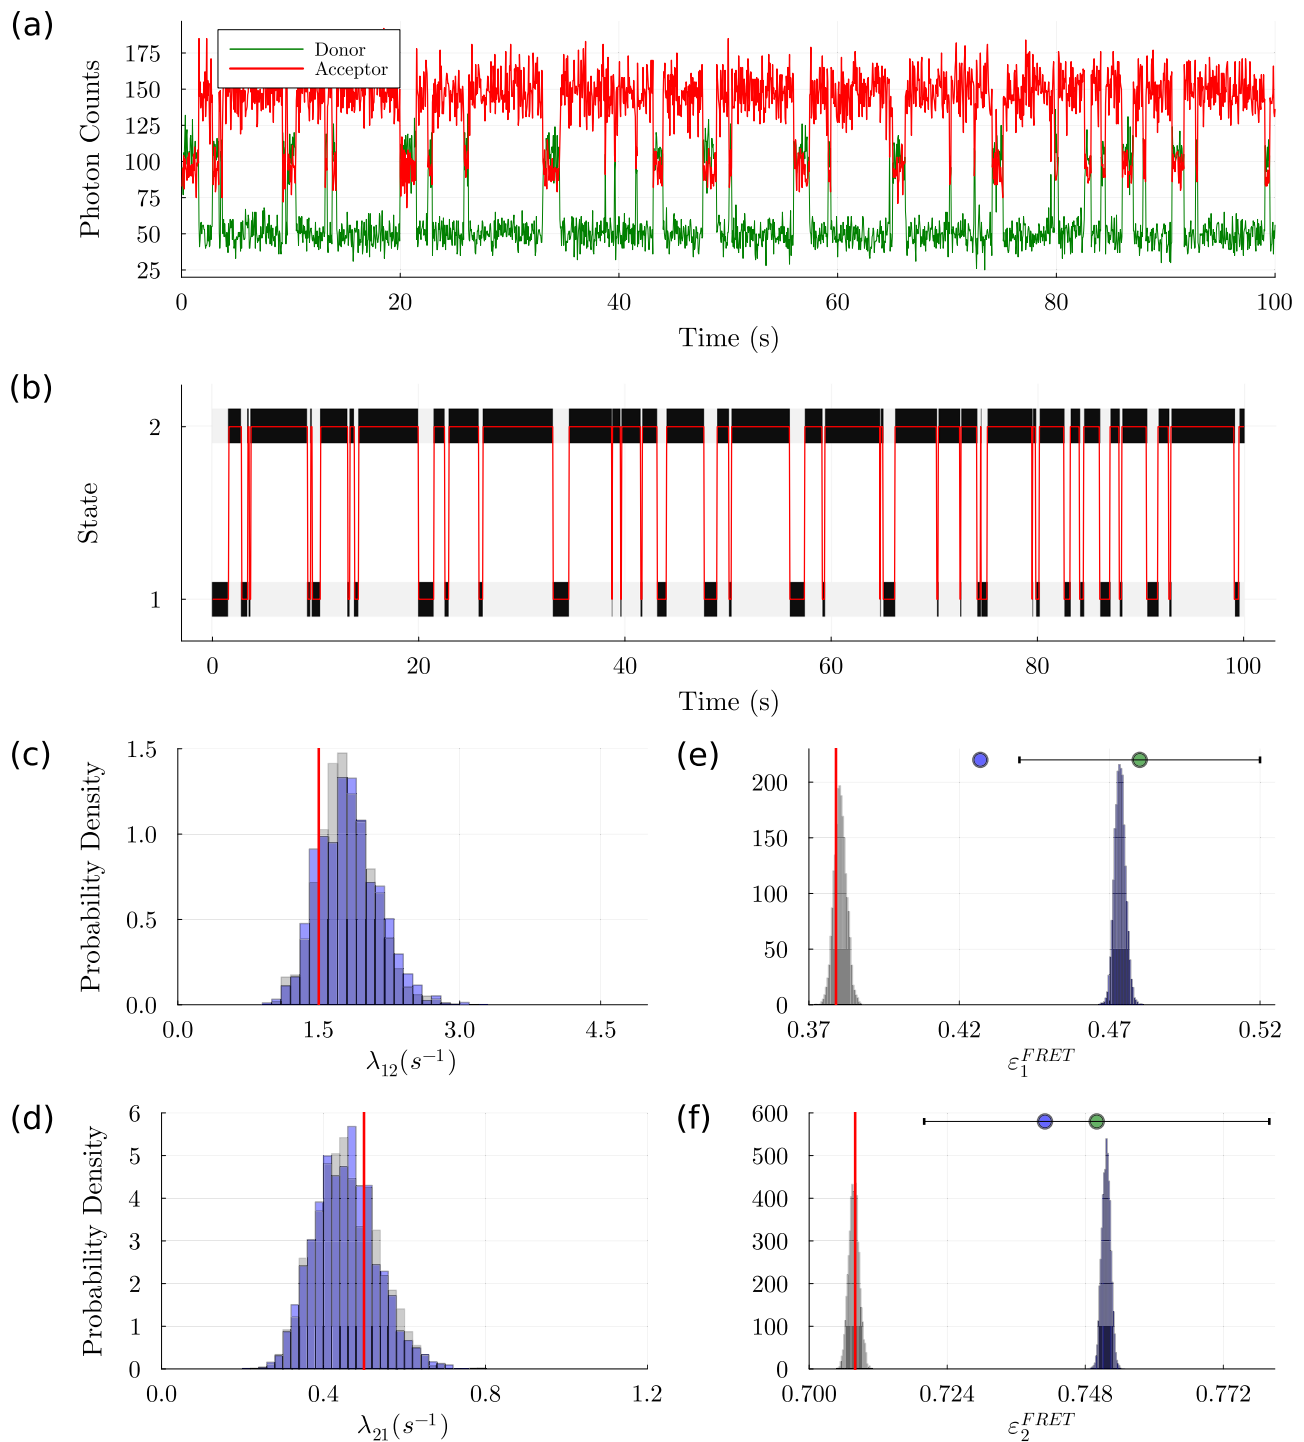 (a)
Photon Counts
175
150
125
100
75
50
25
Donor
Acceptor
0 20 40 60 80 100
Time (s)
(b)
State
2
1
0 20 40 60 80 100
Time (s)
(c)
Probability Density
1.5
1.0
0.5
0.0
0.0 1.5 3.0 4.5
λ₁₂(s⁻¹)
(e)
200
150
100
50
0
0.37 0.42 0.47 0.52
ε₁^FRET
(d)
Probability Density
6
5
4
3
2
1
0
0.0 0.4 0.8 1.2
λ₂₁(s⁻¹)
(f)
600
500
400
300
200
100
0
0.700 0.724 0.748 0.772
ε₂^FRET